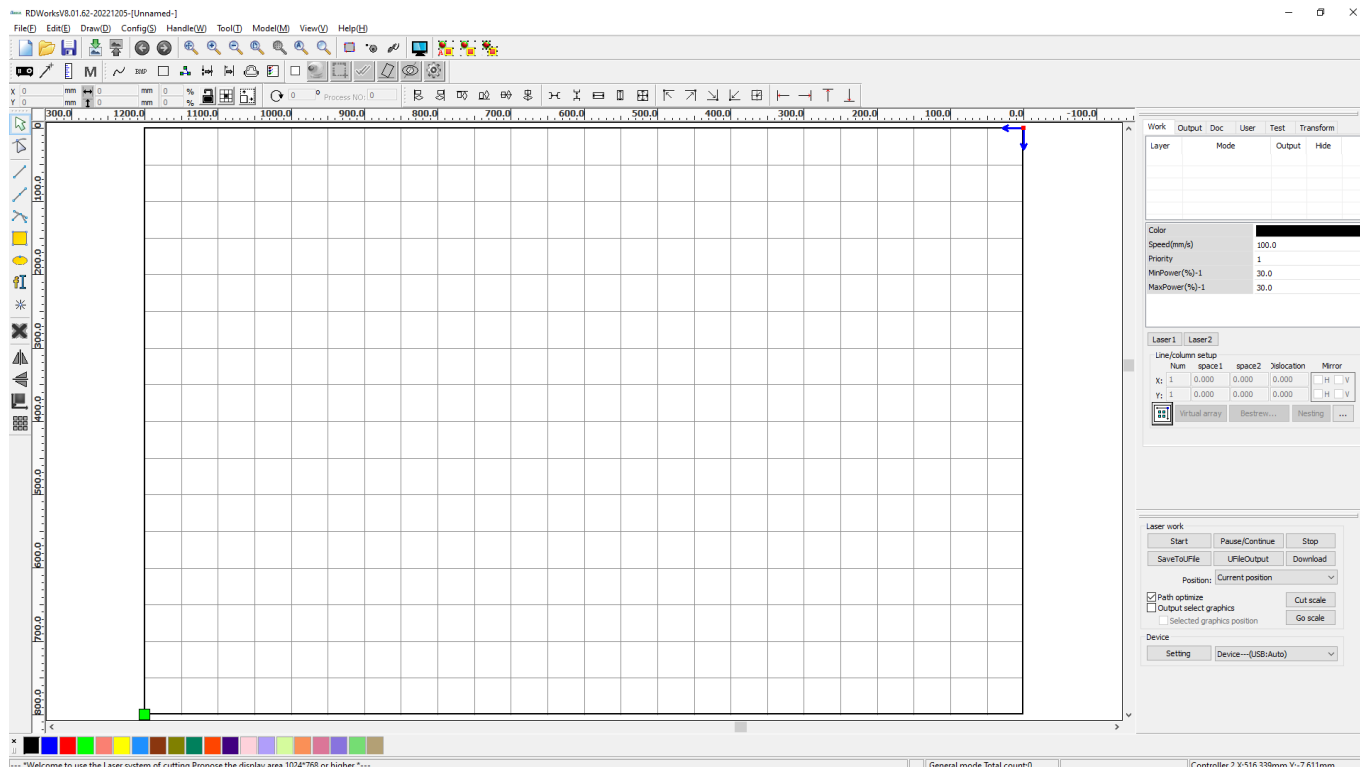 RDWorksV8.01.62-20221205-[Unnamed-]
File(F) Edit(E) Draw(D) Config(S) Handle(W) Tool(T) Model(M) View(V) Help(H)
M BMP
X 0 mm 0 mm 0 % 0 ° Process NO: 0
Y 0 mm 0 mm 0 %
300.0 1200.0 1100.0 1000.0 900.0 800.0 700.0 600.0 500.0 400.0 300.0 200.0 100.0 0.0 -100.0
0
100.0
200.0
300.0
400.0
500.0
600.0
700.0
800.0
Work Output Doc User Test Transform
Layer Mode Output Hide
Color
Speed(mm/s) 100.0
Priority 1
MinPower(%)-1 30.0
MaxPower(%)-1 30.0
Laser1 Laser2
Line/column setup
Num space1 space2 Dislocation Mirror
X: 1 0.000 0.000 0.000 H V
Y: 1 0.000 0.000 0.000 H V
Virtual array Bestrew... Nesting ...
Laser work
Start Pause/Continue Stop
SaveToUFile UFileOutput Download
Position: Current position
Path optimize Cut scale
Output select graphics
Selected graphics position Go scale
Device
Setting Device---(USB:Auto)
--- *Welcome to use the Laser system of cutting,Propose the display area 1024*768 or higher *--- General mode Total count:0 Controller 2 X:516.339mm,Y:-7.611mm